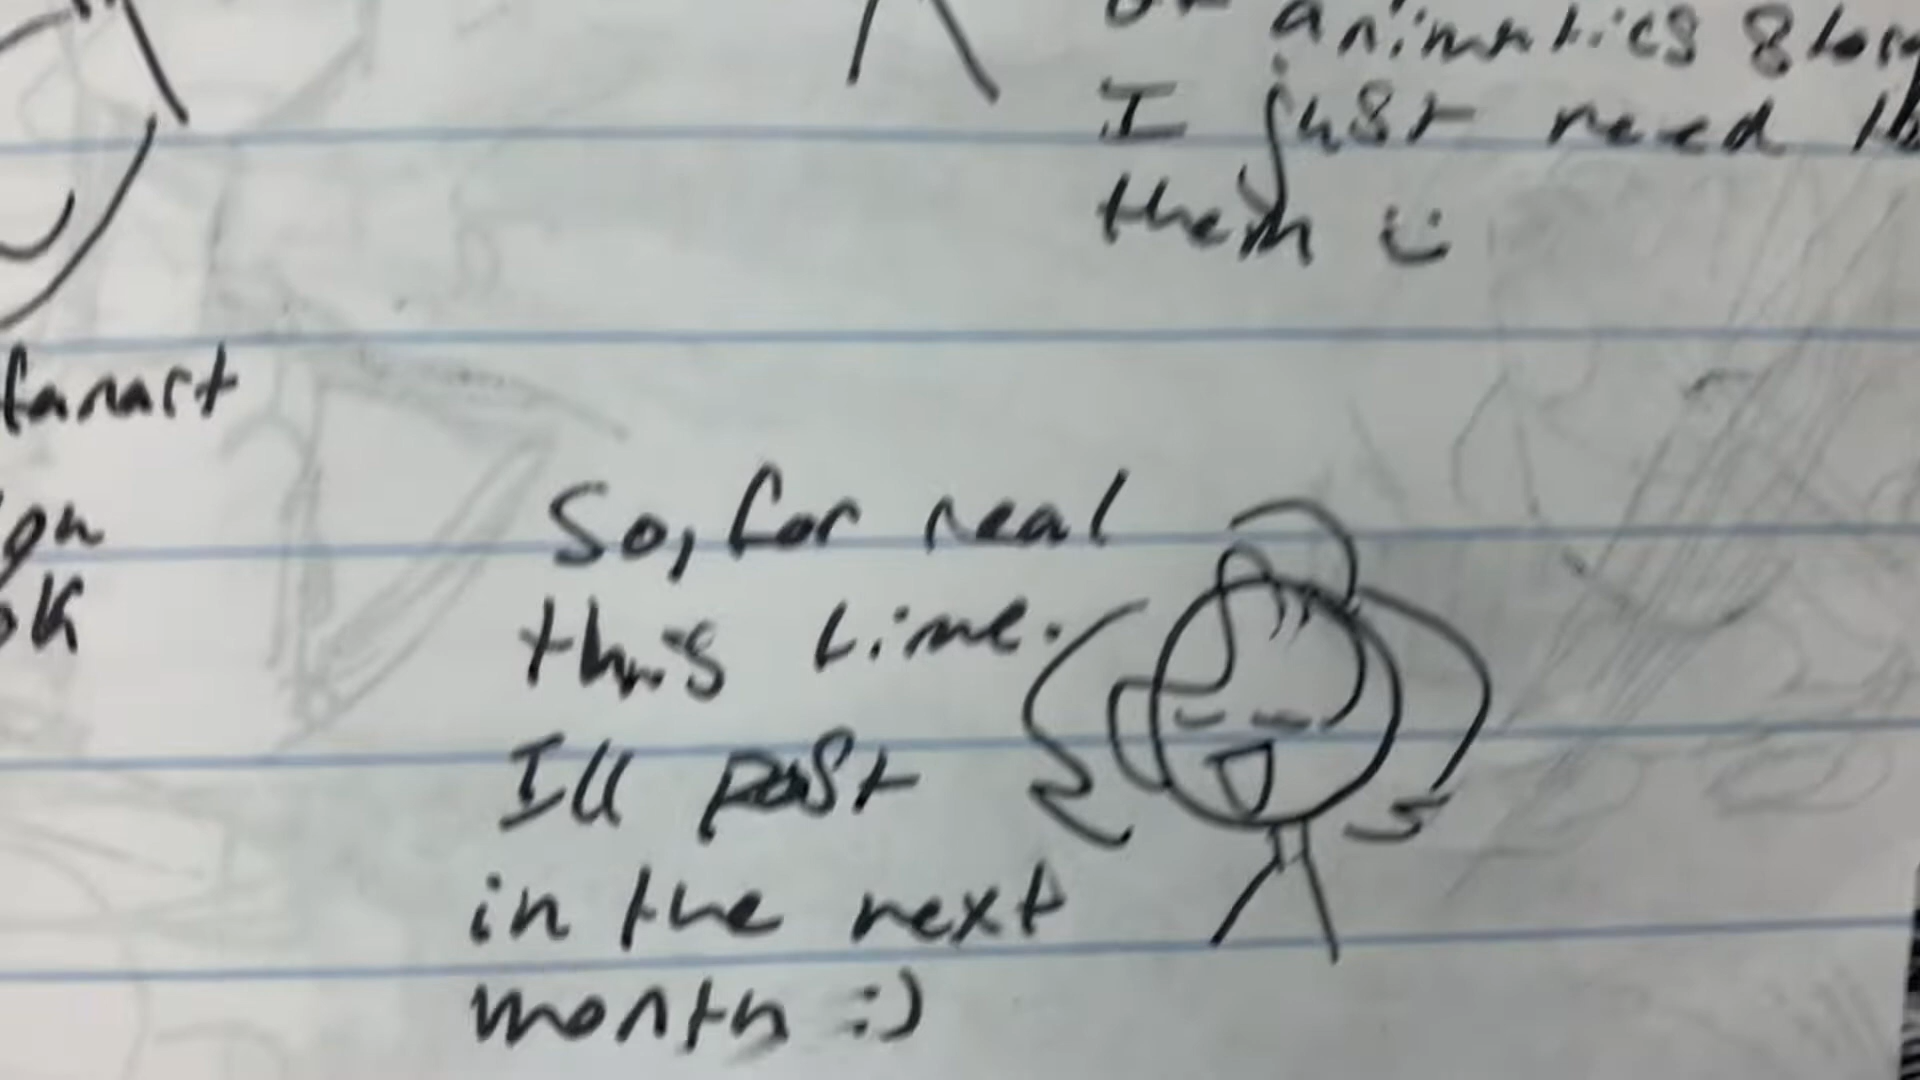 animatics
I just need
them :)
fanart
So, for real
this time.
Ill post
in the next
month :)